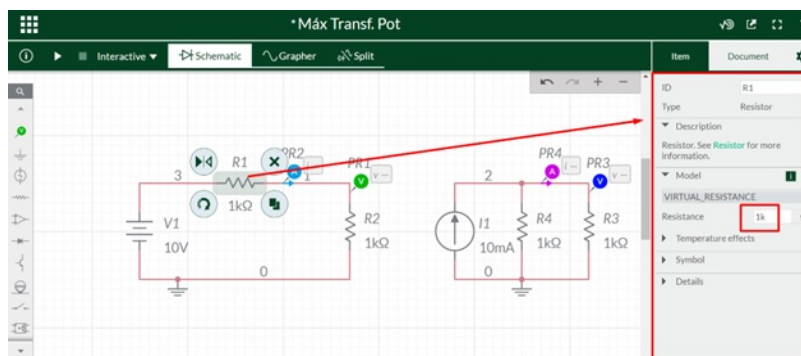 *Máx Transf. Pot
Interactive
Schematic
Grapher
Split
Item
Document
ID
R1
Type
Resistor
Description
Resistor. See Resistor for more
information.
Model
VIRTUAL_RESISTANCE
Resistance
1k
Temperature effects
Symbol
Details
3
R1
1kΩ
PR2
i
1
PR1
V
v
V1
10V
R2
1kΩ
0
2
PR4
A
i
PR3
V
v
I1
10mA
R4
1kΩ
R3
1kΩ
0